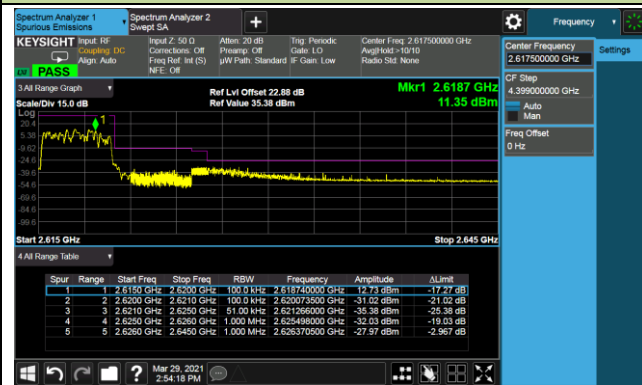 Spectrum Analyzer 1
Spurious Emissions
Spectrum Analyzer 2
Swept SA
Frequency
KEYSIGHT
Input: RF
Coupling: DC
Align: Auto
Input Z: 50 Ω
Corrections: Off
Freq Ref: Int (S)
NFE: Off
Atten: 20 dB
Preamp: Off
µW Path: Standard
Trig: Periodic
Gate: LO
IF Gain: Low
Center Freq: 2.617500000 GHz
Avg|Hold:>10/10
Radio Std: None
PASS
Center Frequency
2.617500000 GHz
Settings
CF Step
4.399000000 GHz
Auto
Man
Freq Offset
0 Hz
3 All Range Graph
Scale/Div 15.0 dB
Ref Lvl Offset 22.88 dB
Ref Value 35.38 dBm
Mkr1 2.6187 GHz
11.35 dBm
Log
20.4
5.38
-9.62
-24.6
-39.6
-54.6
-69.6
-84.6
-99.6
1
Start 2.615 GHz
Stop 2.645 GHz
4 All Range Table
Spur Range Start Freq Stop Freq RBW Frequency Amplitude ΔLimit
1 1 2.6150 GHz 2.6200 GHz 100.0 kHz 2.618740000 GHz 12.73 dBm -17.27 dB
2 2 2.6200 GHz 2.6210 GHz 100.0 kHz 2.620073500 GHz -31.02 dBm -21.02 dB
3 3 2.6210 GHz 2.6250 GHz 51.00 kHz 2.621266000 GHz -35.38 dBm -25.38 dB
4 4 2.6250 GHz 2.6260 GHz 1.000 MHz 2.625498000 GHz -32.03 dBm -19.03 dB
5 5 2.6260 GHz 2.6450 GHz 1.000 MHz 2.626370500 GHz -27.97 dBm -2.967 dB
Mar 29, 2021
2:54:18 PM